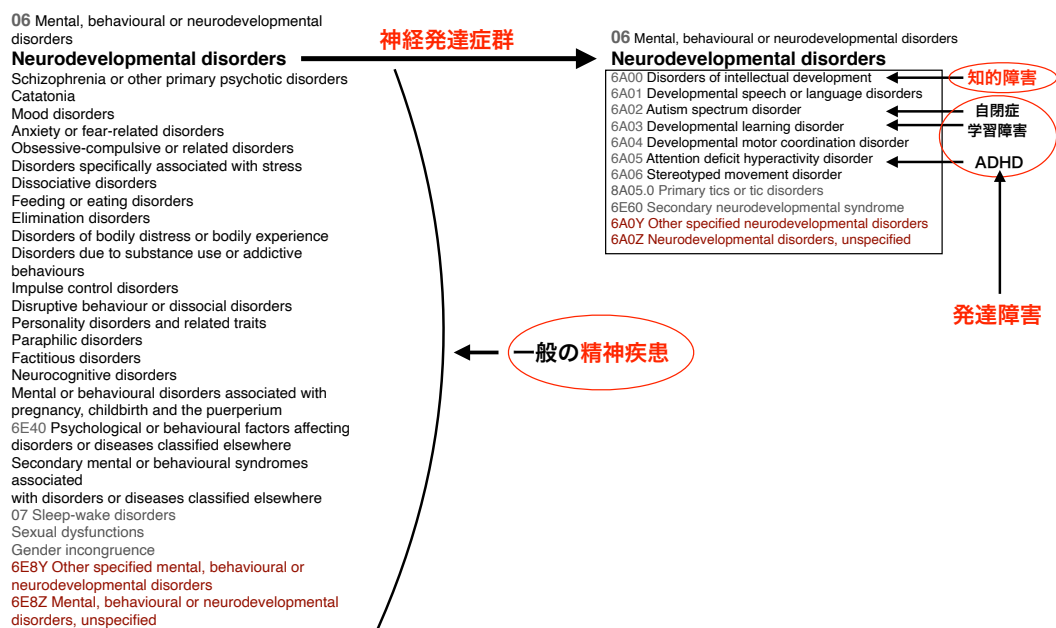 06 Mental, behavioural or neurodevelopmental
disorders
Neurodevelopmental disorders
Schizophrenia or other primary psychotic disorders
Catatonia
Mood disorders
Anxiety or fear-related disorders
Obsessive-compulsive or related disorders
Disorders specifically associated with stress
Dissociative disorders
Feeding or eating disorders
Elimination disorders
Disorders of bodily distress or bodily experience
Disorders due to substance use or addictive
behaviours
Impulse control disorders
Disruptive behaviour or dissocial disorders
Personality disorders and related traits
Paraphilic disorders
Factitious disorders
Neurocognitive disorders
Mental or behavioural disorders associated with
pregnancy, childbirth and the puerperium
6E40 Psychological or behavioural factors affecting
disorders or diseases classified elsewhere
Secondary mental or behavioural syndromes
associated
with disorders or diseases classified elsewhere
07 Sleep-wake disorders
Sexual dysfunctions
Gender incongruence
6E8Y Other specified mental, behavioural or
neurodevelopmental disorders
6E8Z Mental, behavioural or neurodevelopmental
disorders, unspecified
神経発達症群
一般の精神疾患
06 Mental, behavioural or neurodevelopmental disorders
Neurodevelopmental disorders
6A00 Disorders of intellectual development
6A01 Developmental speech or language disorders
6A02 Autism spectrum disorder
6A03 Developmental learning disorder
6A04 Developmental motor coordination disorder
6A05 Attention deficit hyperactivity disorder
6A06 Stereotyped movement disorder
8A05.0 Primary tics or tic disorders
6E60 Secondary neurodevelopmental syndrome
6A0Y Other specified neurodevelopmental disorders
6A0Z Neurodevelopmental disorders, unspecified
知的障害
自閉症
学習障害
ADHD
発達障害